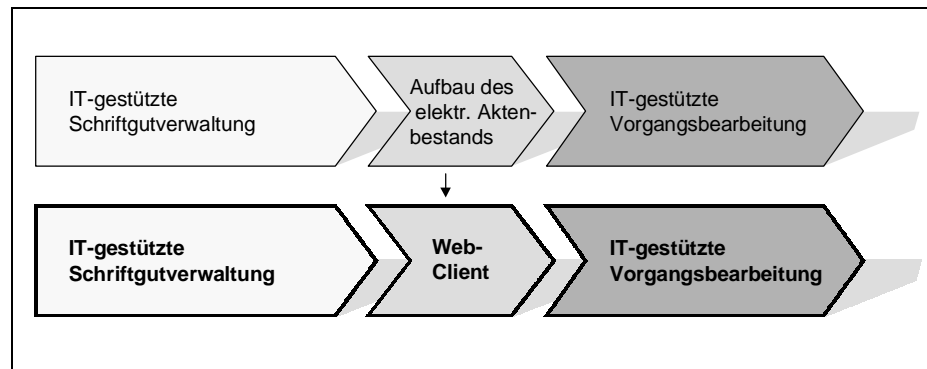 IT-gestützte
Schriftgutverwaltung
Aufbau des
elektr. Akten-
bestands
IT-gestützte
Vorgangsbearbeitung
IT-gestützte
Schriftgutverwaltung
Web-
Client
IT-gestützte
Vorgangsbearbeitung